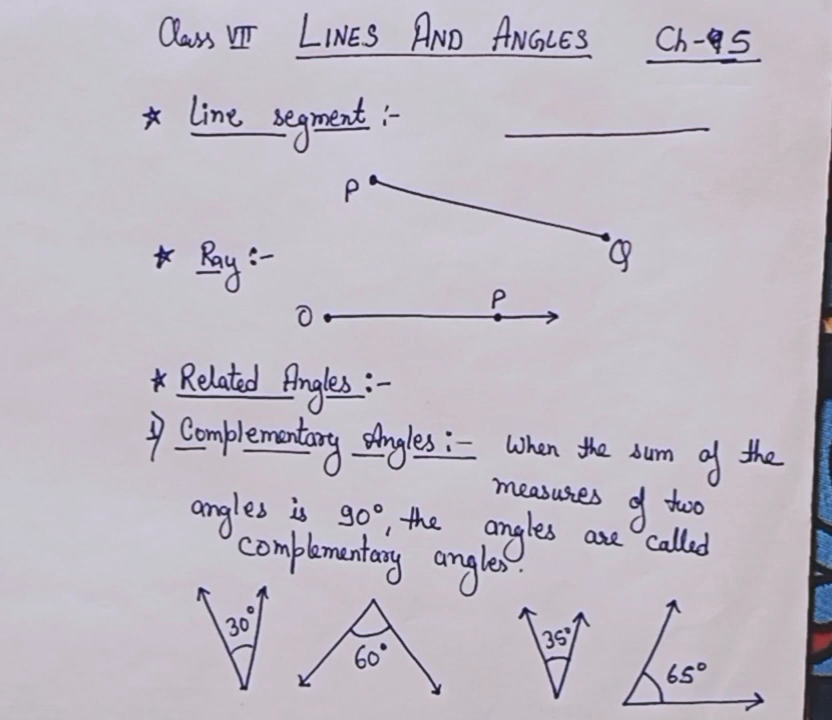 Class VII LINES AND ANGLES Ch-5
* Line segment :-
P
Q
* Ray :-
O P
* Related Angles :-
1) Complementary Angles :- When the sum of the
measures of two
angles is 90°, the angles are called
complementary angles.
30° 60° 35° 65°